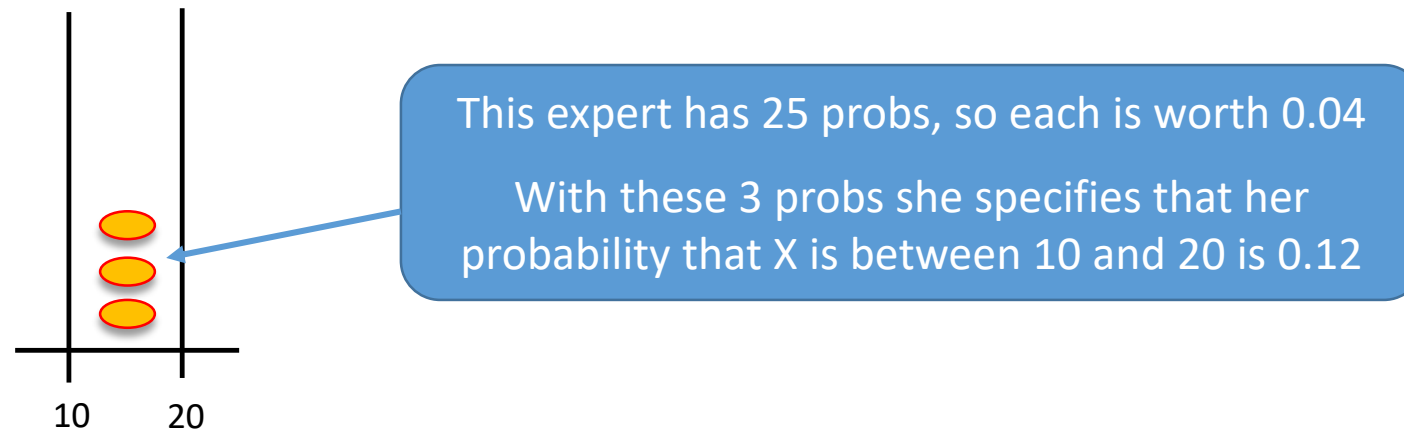 This expert has 25 probs, so each is worth 0.04
With these 3 probs she specifies that her
probability that X is between 10 and 20 is 0.12
10 20